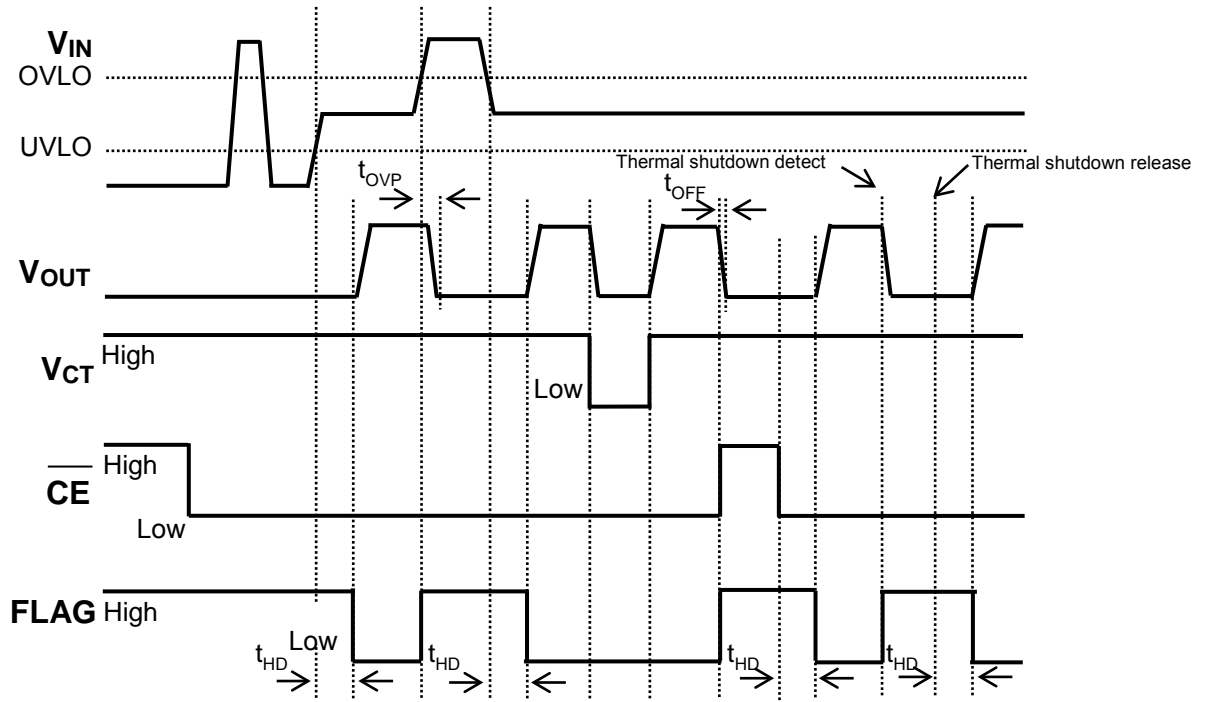 VIN
OVLO
UVLO
Thermal shutdown detect
Thermal shutdown release
tOVP
tOFF
VOUT
High
VCT
Low
High
CE
Low
FLAG High
Low
tHD
tHD
tHD
tHD